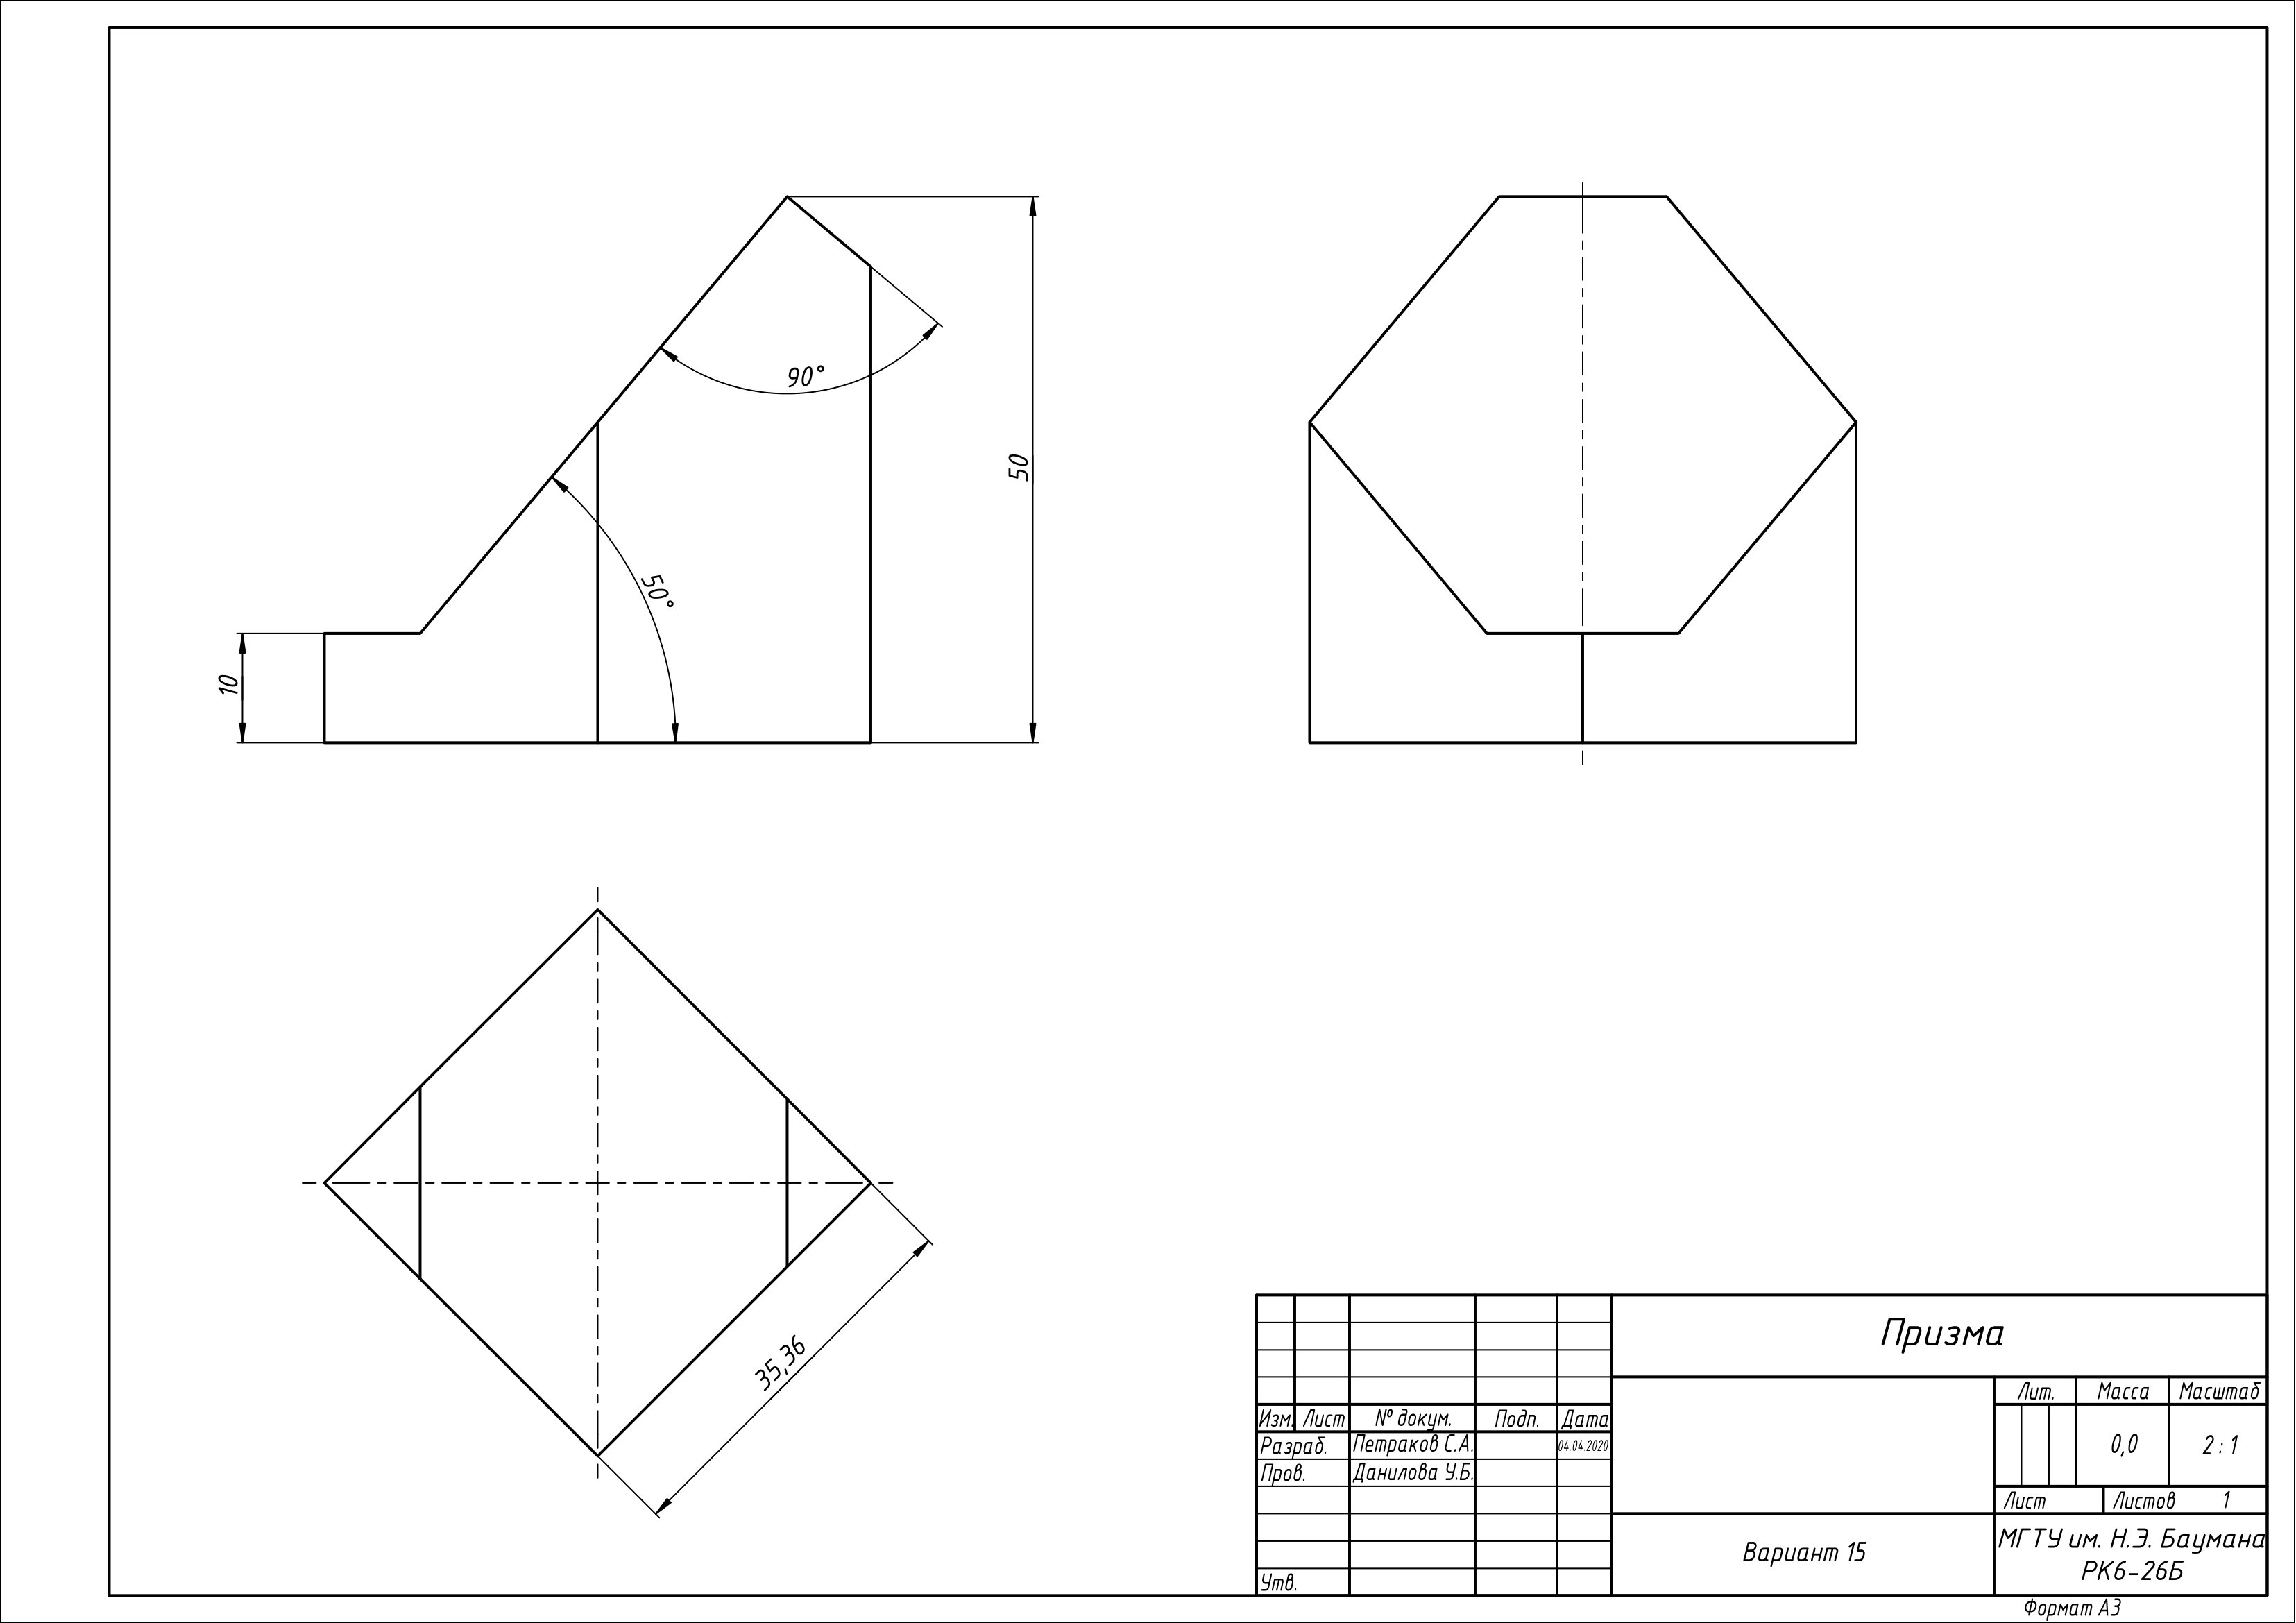 90°
50
50°
10
35,36
Призма
Лит. Масса Масштаб
Изм. Лист № докум. Подп. Дата
Разраб. Петраков С.А. 04.04.2020
0,0 2:1
Пров. Данилова У.Б.
Лист Листов 1
Вариант 15
МГТУ им. Н.Э. Баумана
РК6-26Б
Утв.
Формат А3